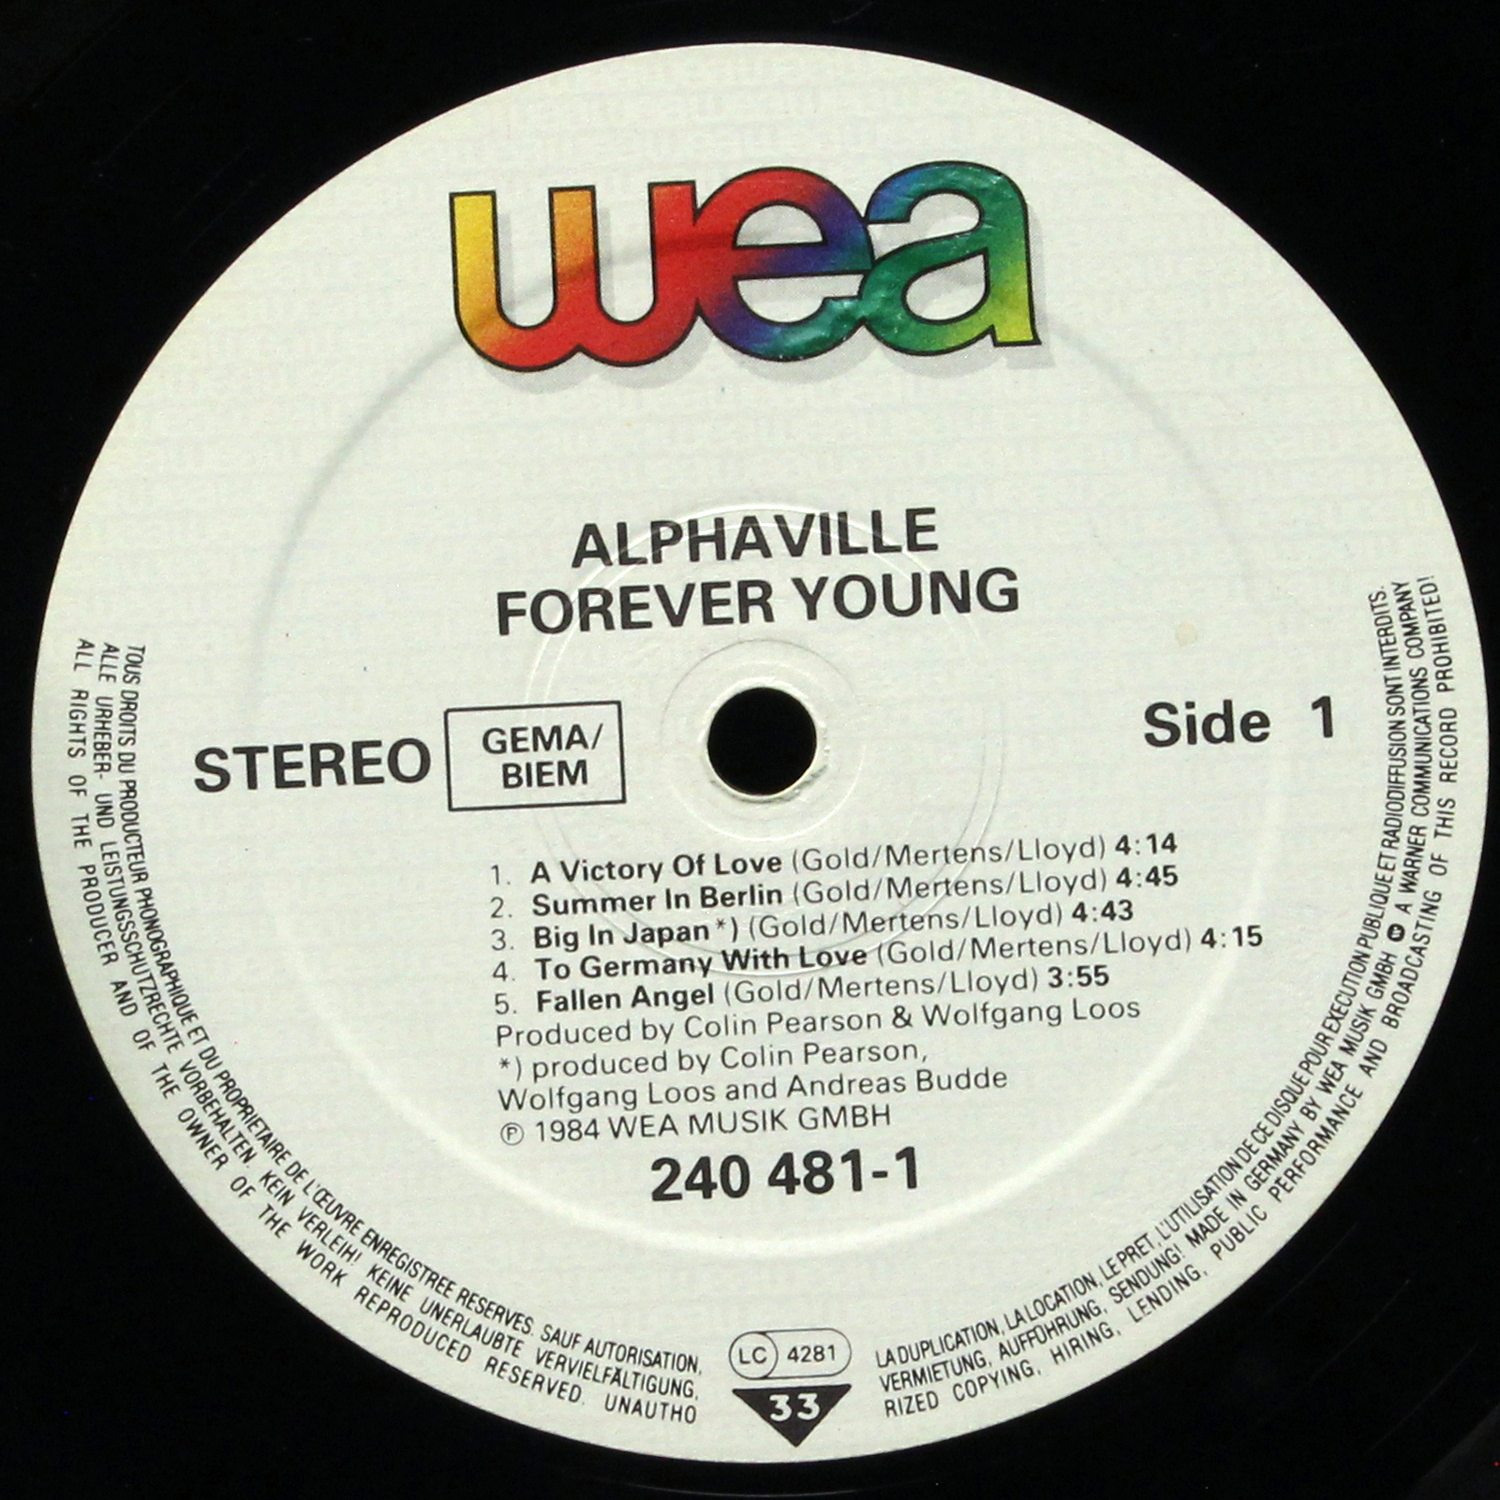 wea
ALPHAVILLE
FOREVER YOUNG
STEREO
GEMA/
BIEM
Side 1
1. A Victory Of Love (Gold/Mertens/Lloyd) 4:14
2. Summer In Berlin (Gold/Mertens/Lloyd) 4:45
3. Big In Japan *) (Gold/Mertens/Lloyd) 4:43
4. To Germany With Love (Gold/Mertens/Lloyd) 4:15
5. Fallen Angel (Gold/Mertens/Lloyd) 3:55
Produced by Colin Pearson & Wolfgang Loos
*) produced by Colin Pearson,
Wolfgang Loos and Andreas Budde
Ⓟ 1984 WEA MUSIK GMBH
240 481-1
TOUS DROITS DU PRODUCTEUR PHONOGRAPHIQUE ET DU PROPRIETAIRE DE L'ŒUVRE ENREGISTREE RESERVES. SAUF AUTORISATION, LA DUPLICATION, LA LOCATION, LE PRET, L'UTILISATION DE CE DISQUE POUR EXECUTION PUBLIQUE ET RADIODIFFUSION SONT INTERDITS.
ALLE URHEBER- UND LEISTUNGSSCHUTZRECHTE VORBEHALTEN. KEIN VERLEIH! KEINE UNERLAUBTE VERVIELFÄLTIGUNG, VERMIETUNG, AUFFÜHRUNG, SENDUNG! MADE IN GERMANY BY WEA MUSIK GMBH A WARNER COMMUNICATIONS COMPANY
ALL RIGHTS OF THE PRODUCER AND OF THE OWNER OF THE WORK REPRODUCED RESERVED. UNAUTHORIZED COPYING, HIRING, LENDING, PUBLIC PERFORMANCE AND BROADCASTING OF THIS RECORD PROHIBITED!
LC 4281
33